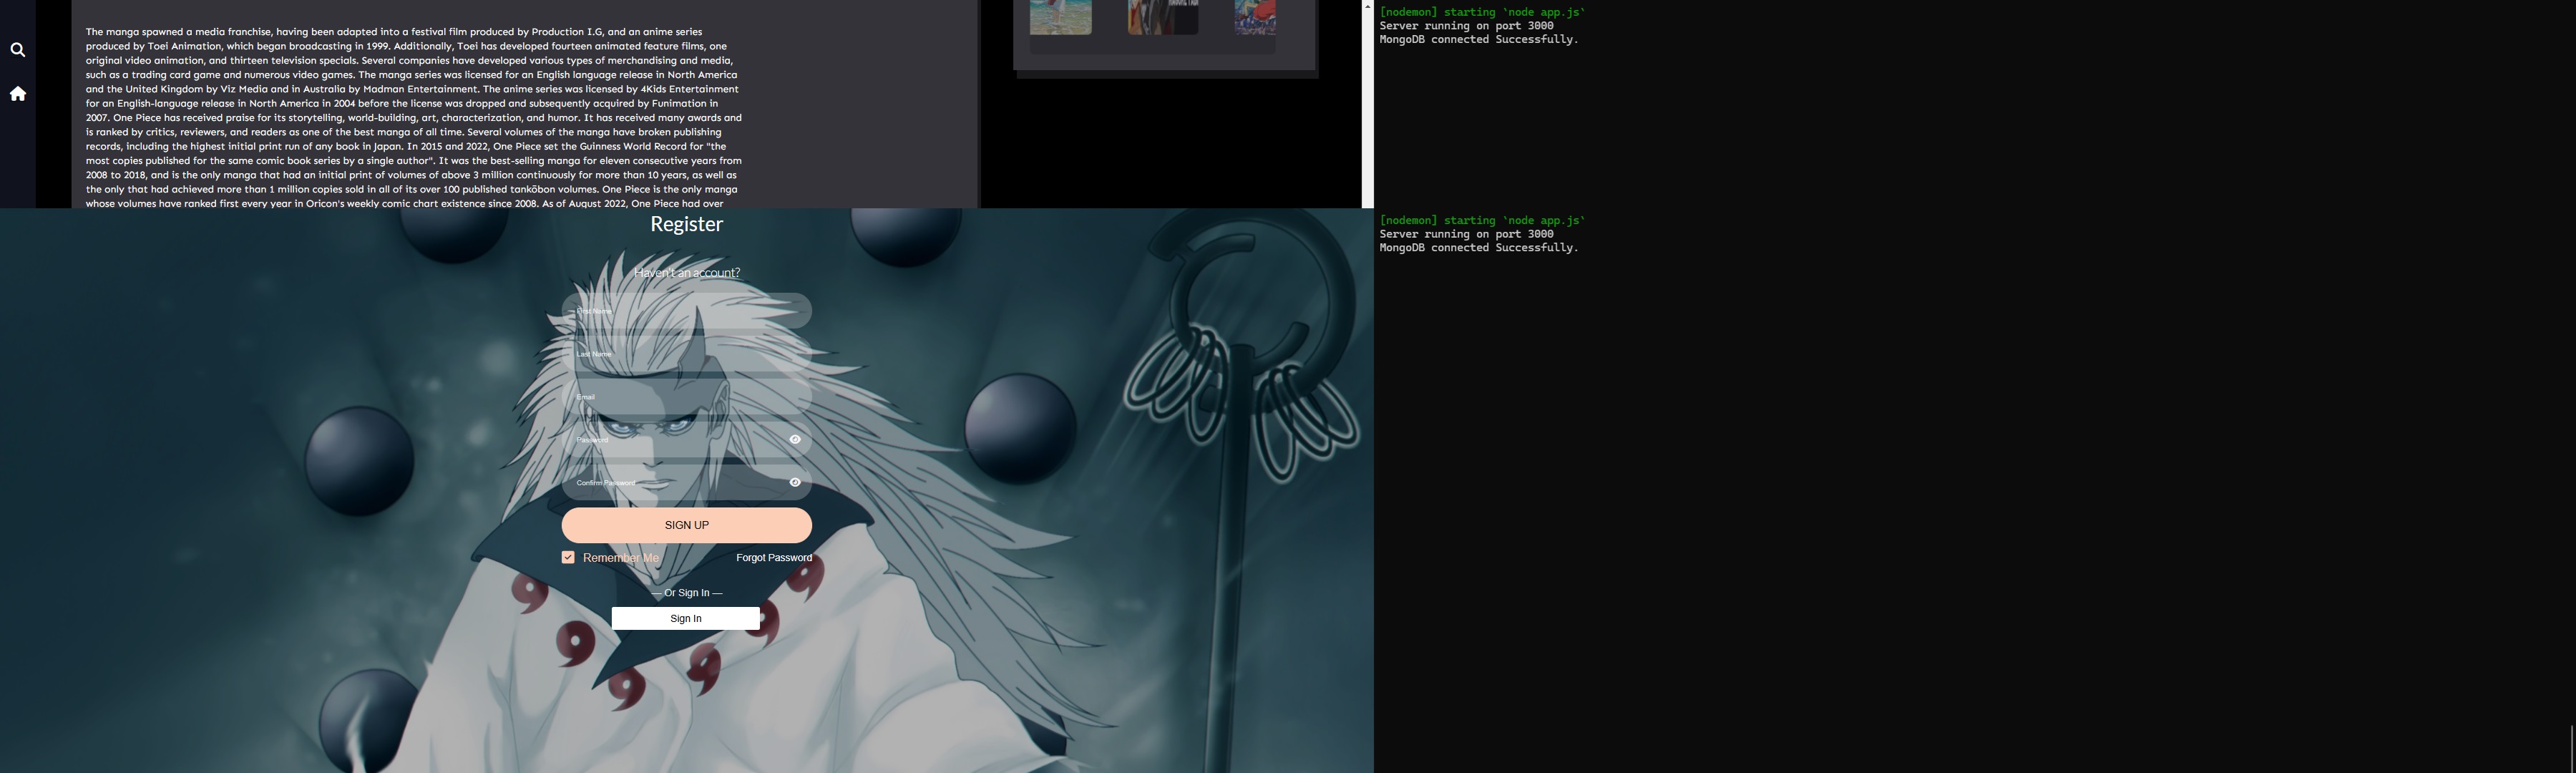 The manga spawned a media franchise, having been adapted into a festival film produced by Production I.G, and an anime series
produced by Toei Animation, which began broadcasting in 1999. Additionally, Toei has developed fourteen animated feature films, one
original video animation, and thirteen television specials. Several companies have developed various types of merchandising and media,
such as a trading card game and numerous video games. The manga series was licensed for an English language release in North America
and the United Kingdom by Viz Media and in Australia by Madman Entertainment. The anime series was licensed by 4Kids Entertainment
for an English-language release in North America in 2004 before the license was dropped and subsequently acquired by Funimation in
2007. One Piece has received praise for its storytelling, world-building, art, characterization, and humor. It has received many awards and
is ranked by critics, reviewers, and readers as one of the best manga of all time. Several volumes of the manga have broken publishing
records, including the highest initial print run of any book in Japan. In 2015 and 2022, One Piece set the Guinness World Record for "the
most copies published for the same comic book series by a single author". It was the best-selling manga for eleven consecutive years from
2008 to 2018, and is the only manga that had an initial print of volumes of above 3 million continuously for more than 10 years, as well as
the only that had achieved more than 1 million copies sold in all of its over 100 published tankōbon volumes. One Piece is the only manga
whose volumes have ranked first every year in Oricon's weekly comic chart existence since 2008. As of August 2022, One Piece had over
[nodemon] starting `node app.js`
Server running on port 3000
MongoDB connected Successfully.
Register
Haven't an account?
First Name
Last Name
Email
Password
Confirm Password
SIGN UP
Remember Me
Forgot Password
— Or Sign In —
Sign In
[nodemon] starting `node app.js`
Server running on port 3000
MongoDB connected Successfully.